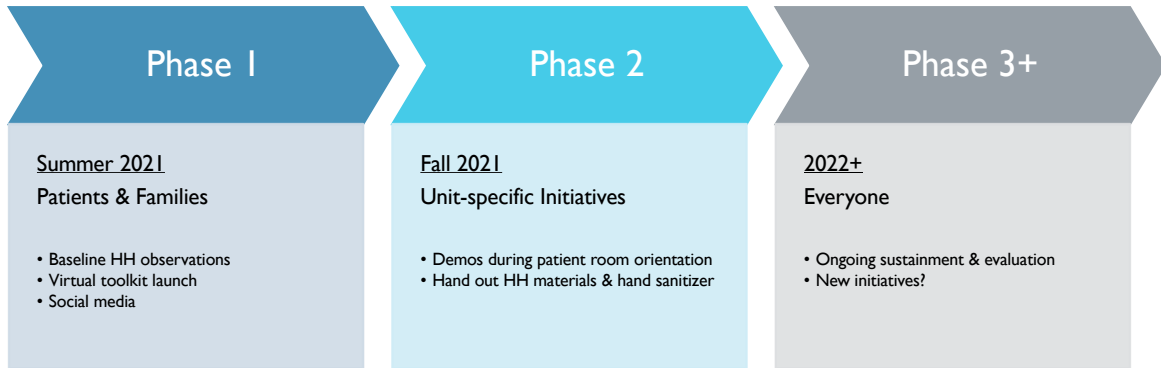 Phase 1
Summer 2021
Patients & Families
• Baseline HH observations
• Virtual toolkit launch
• Social media
Phase 2
Fall 2021
Unit-specific Initiatives
• Demos during patient room orientation
• Hand out HH materials & hand sanitizer
Phase 3+
2022+
Everyone
• Ongoing sustainment & evaluation
• New initiatives?